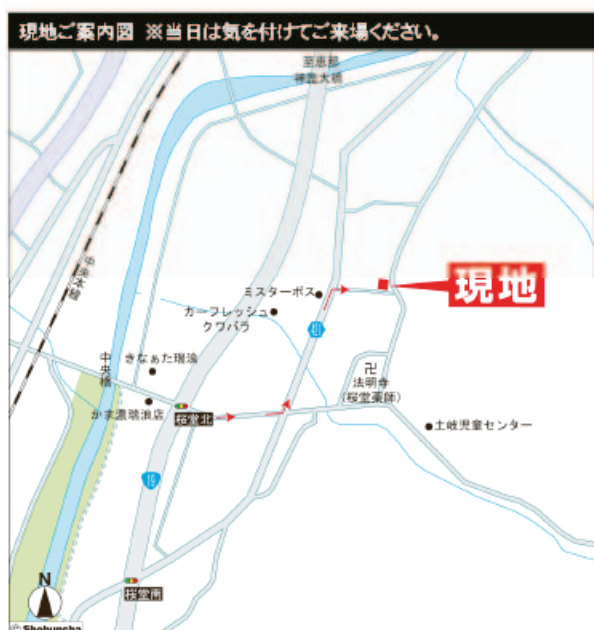 現地ご案内図 ※当日は気を付けてご来場ください。
至恵那
神箆大橋
中央本線
ミスターボス
現地
カーフレッシュ
クワバラ
421
中央橋
きなぁた瑞浪
卍
法明寺
(桜堂薬師)
かま濃瑞浪店
桜堂北
土岐児童センター
19
N
桜堂南
© Shobunsha